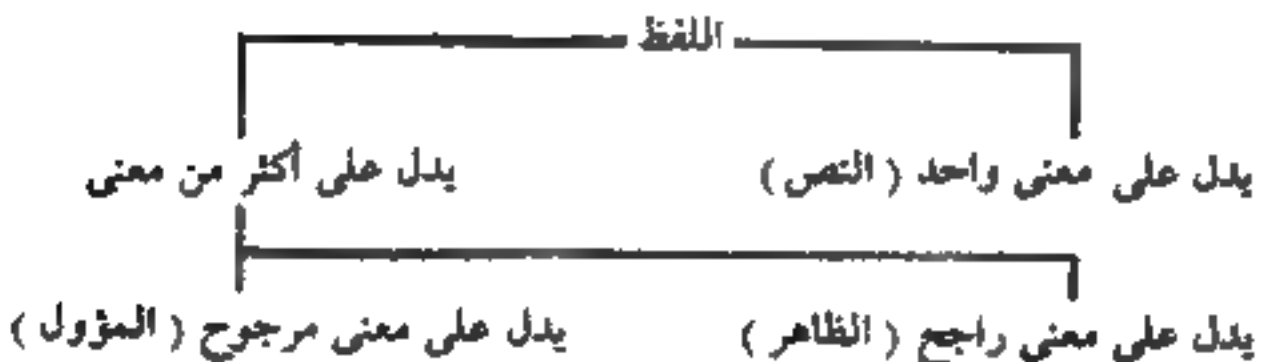 اللفظ
يدل على معنى واحد ( النص ) يدل على أكثر من معنى
يدل على معنى راجح ( الظاهر ) يدل على معنى مرجوح ( المؤول )